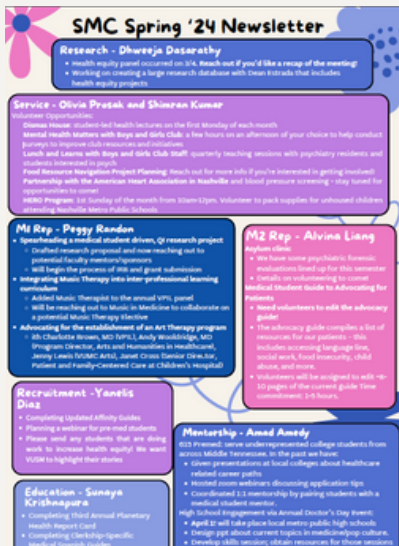 SMC Spring '24 Newsletter
Research - Dhweeja Dasarathy
Health equity panel occurred on 3/4. Reach out if you'd like a recap of the meeting!
Working on creating a large research database with Dean Estrada that includes
health equity projects
Service - Olivia Prosak and Shimran Kumar
Volunteer Opportunities:
Dismas House: student-led health lectures on the first Monday of each month
Mental Health Matters with Boys and Girls Club: a few hours on an afternoon of your choice to help conduct
surveys to improve club resources and initiatives
Lunch and Learns with Boys and Girls Club Staff: quarterly teaching sessions with psychiatry residents and
students interested in psych
Food Resource Navigation Project Planning: Reach out for more info if you're interested in getting involved!
Partnership with the American Heart Association in Nashville and blood pressure screening - stay tuned for
opportunities to come!
HERO Program: 1st Sunday of the month from 10am-12pm. Volunteer to pack supplies for unhoused children
attending Nashville Metro Public Schools
M1 Rep - Peggy Randon
Spearheading a medical student driven, QI research project
Drafted research proposal and now reaching out to
potential faculty mentors/sponsors
Will begin the process of IRB and grant submission
Integrating Music Therapy into inter-professional learning
curriculum
Added Music Therapist to the annual VPIL panel
Will be reaching out to Music in Medicine to collaborate on
a potential Music Therapy Elective
Advocating for the establishment of an Art Therapy program
ith Charlotte Brown, MD (VPIL), Andy Wooldridge, MD
(Program Director, Arts and Humanities in Healthcare),
Jenny Lewis (VUMC Arts), Janet Cross (Senior Director,
Patient and Family-Centered Care at Children's Hospital)
M2 Rep - Alvina Liang
Asylum clinic:
We have some psychiatric forensic
evaluations lined up for this semester
Details on volunteering to come!
Medical Student Guide to Advocating for
Patients
Need volunteers to edit the advocacy
guide!
The advocacy guide compiles a list of
resources for our patients - this
includes accessing language line,
social work, food insecurity, child
abuse, and more.
Volunteers will be assigned to edit ~8-
10 pages of the current guide Time
commitment: 1-5 hours.
Recruitment -Yanelis
Diaz
Completing Updated Affinity Guides
Planning a webinar for pre-med students
Please send any students that are doing
work to increase health equity! We want
VUSM to highlight their stories
Mentorship - Amad Amedy
615 Premed: serve underrepresented college students from
across Middle Tennessee. In the past we have:
Given presentations at local colleges about healthcare
related career paths
Hosted zoom webinars discussing application tips
Coordinated 1:1 mentorship by pairing students with a
medical student mentor.
High School Engagement via Annual Doctor's Day Event:
will take place local metro public high schools
Design ppt about current topics in medicine/pop culture.
Develop skills session; obtain resources for those sessions
Education - Sunaya
Krishnapura
Completing Third Annual Planetary
Health Report Card
Completing Clerkship-Specific
Medical Spanish Guides